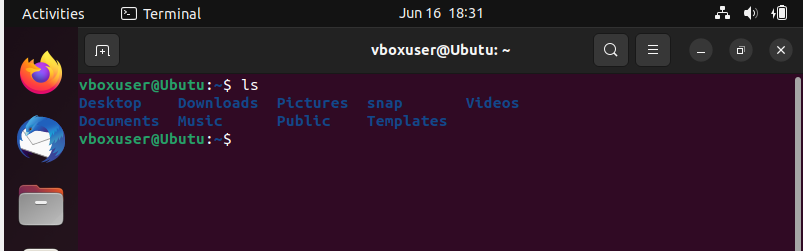 Activities Terminal Jun 16 18:31
vboxuser@Ubutu: ~
vboxuser@Ubutu:~$ ls
Desktop Downloads Pictures snap Videos
Documents Music Public Templates
vboxuser@Ubutu:~$